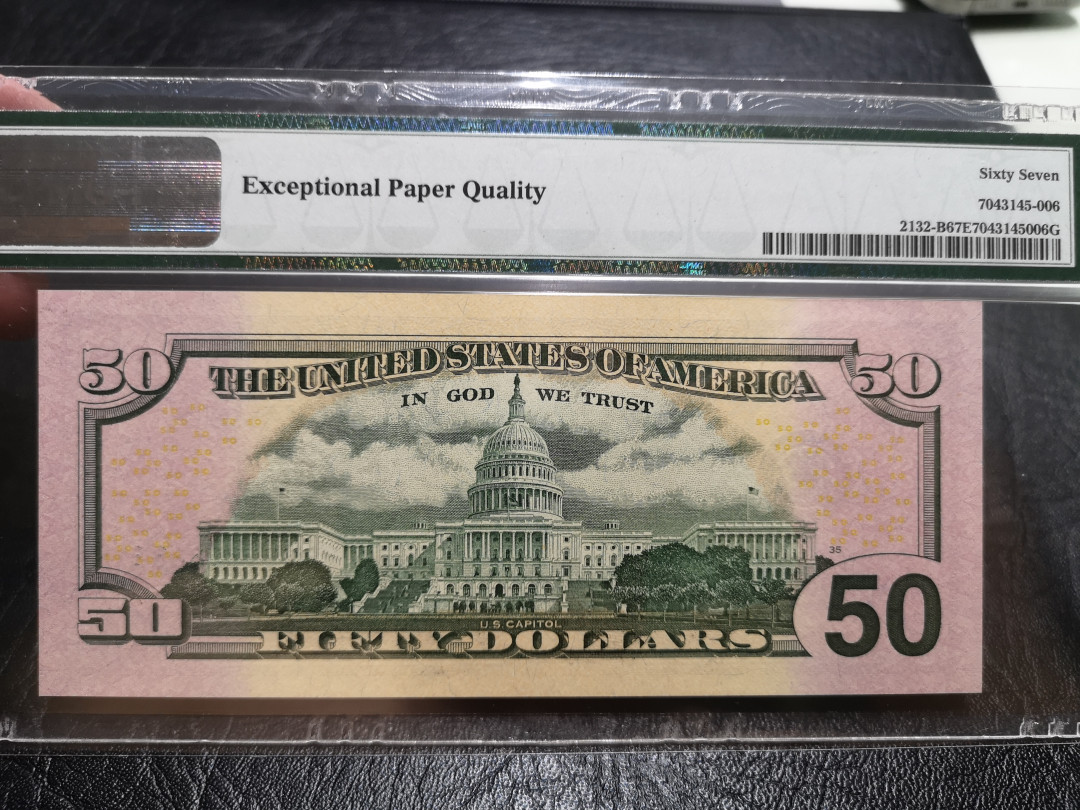 Exceptional Paper Quality
Sixty Seven
7043145-006
2132-B67E7043145006G
50
50
THE UNITED STATES OF AMERICA
IN GOD WE TRUST
35
50
50
U.S. CAPITOL
FIFTY DOLLARS